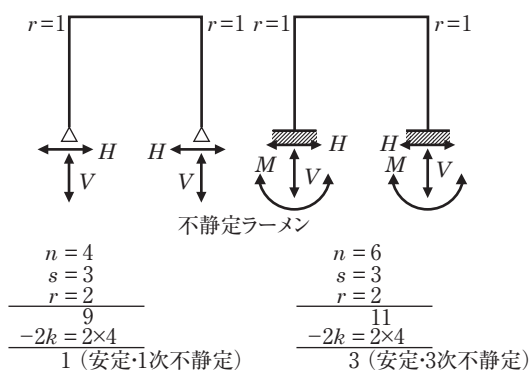 r=1 r=1 r=1 r=1
H H H H
V V M V M V
不静定ラーメン
n = 4
s = 3
r = 2
9
−2k = 2×4
1 (安定・1次不静定)
n = 6
s = 3
r = 2
11
−2k = 2×4
3 (安定・3次不静定)